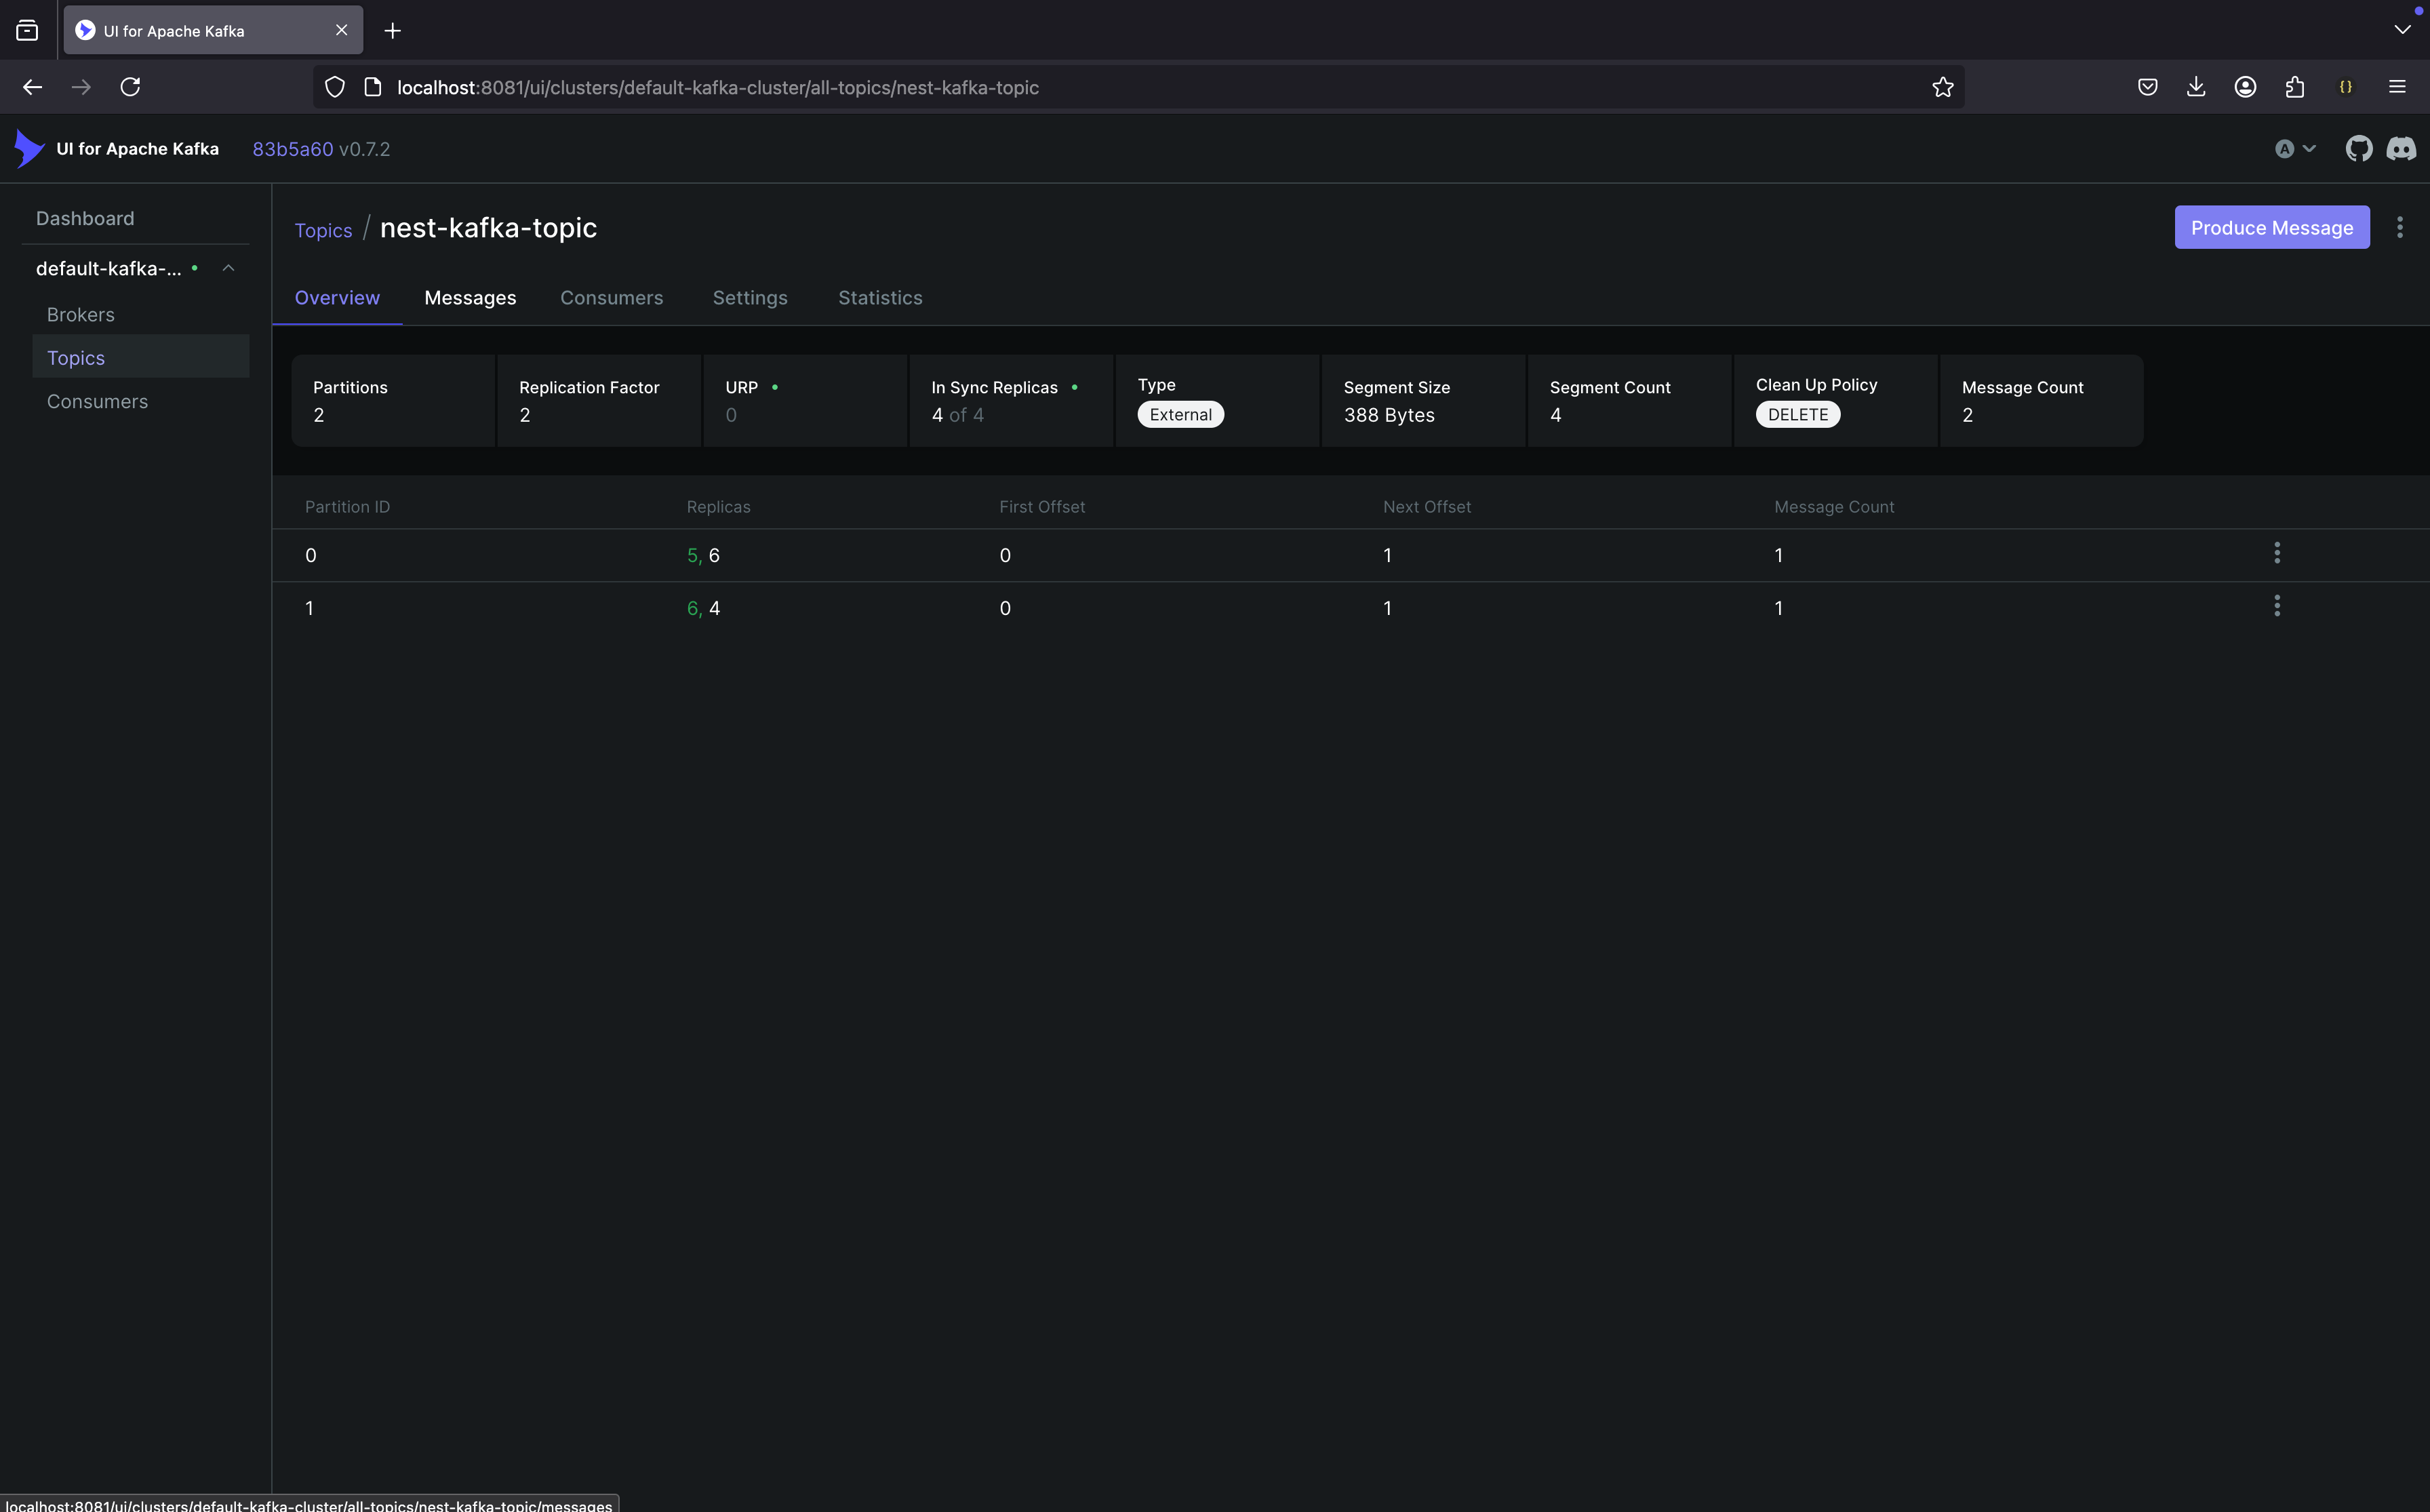 UI for Apache Kafka
localhost:8081/ui/clusters/default-kafka-cluster/all-topics/nest-kafka-topic
{}
UI for Apache Kafka 83b5a60 v0.7.2
A
Dashboard
default-kafka-...
Brokers
Topics
Consumers
Topics / nest-kafka-topic
Produce Message
Overview Messages Consumers Settings Statistics
Partitions
2
Replication Factor
2
URP
0
In Sync Replicas
4 of 4
Type
External
Segment Size
388 Bytes
Segment Count
4
Clean Up Policy
DELETE
Message Count
2
Partition ID Replicas First Offset Next Offset Message Count
0 5, 6 0 1 1
1 6, 4 0 1 1
localhost:8081/ui/clusters/default-kafka-cluster/all-topics/nest-kafka-topic/messages